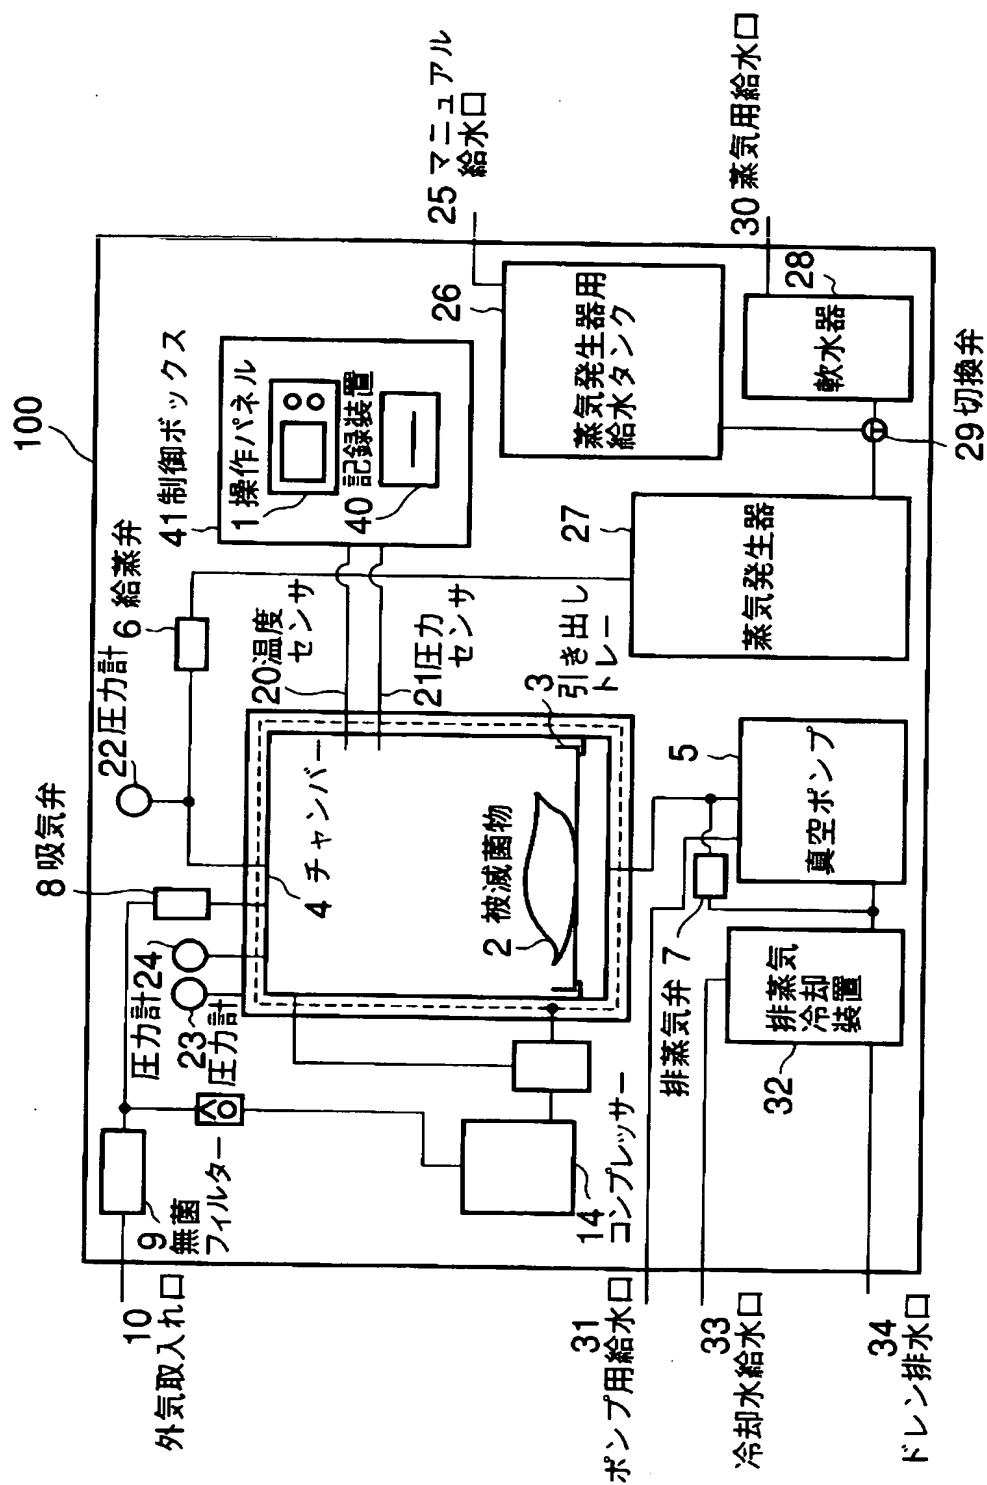 100
10
外気取入れ口
9
無菌
フィルター
圧力計
24
23
圧力計
8 吸気弁
22 圧力計
6 給蒸弁
41 制御ボックス
1 操作パネル
記録装置
40
20 温度
センサ
21 圧力
センサ
4 チャンバー
2 被滅菌物
3
引き出し
トレー
25 マニュアル
給水口
26
蒸気発生器用
給水タンク
30 蒸気用給水口
28
軟水器
29 切換弁
27
蒸気発生器
5
真空ポンプ
排蒸気弁 7
排蒸気
冷却
装置
32
14
コンプレッサー
31
ポンプ用給水口
33
冷却水給水口
34
ドレン排水口